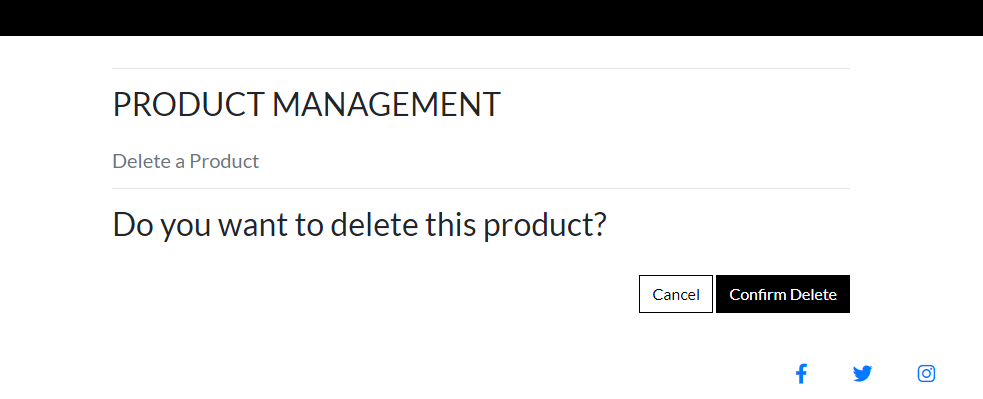 PRODUCT MANAGEMENT
Delete a Product
Do you want to delete this product?
Cancel Confirm Delete